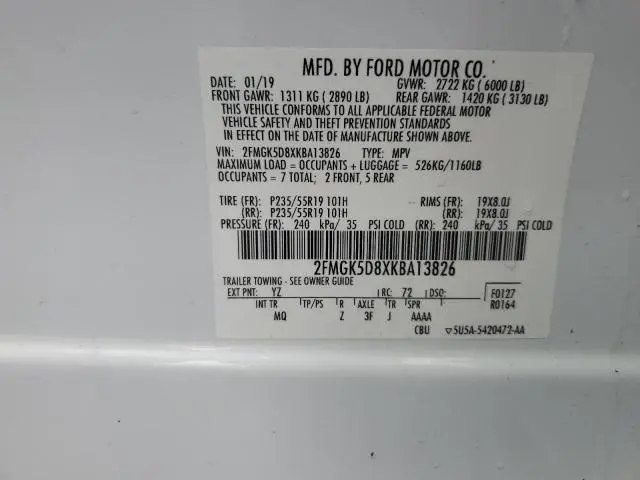 MFD. BY FORD MOTOR CO.
DATE: 01/19 GVWR: 2722 KG ( 6000 LB)
FRONT GAWR: 1311 KG ( 2890 LB) REAR GAWR: 1420 KG ( 3130 LB)
THIS VEHICLE CONFORMS TO ALL APPLICABLE FEDERAL MOTOR
VEHICLE SAFETY AND THEFT PREVENTION STANDARDS
IN EFFECT ON THE DATE OF MANUFACTURE SHOWN ABOVE.
VIN: 2FMGK5D8XKBA13826 TYPE: MPV
MAXIMUM LOAD = OCCUPANTS + LUGGAGE = 526KG/1160LB
OCCUPANTS = 7 TOTAL; 2 FRONT, 5 REAR
TIRE (FR): P235/55R19 101H RIMS (FR): 19X8.0J
(RR): P235/55R19 101H (RR): 19X8.0J
PRESSURE (FR): 240 kPa/ 35 PSI COLD (RR): 240 kPa/ 35 PSI COLD
2FMGK5D8XKBA13826
TRAILER TOWING - SEE OWNER GUIDE
EXT PNT: YZ RC: 72 DSO: F0127
INT TR TP/PS R AXLE TR SPR R0164
MQ Z 3F J AAAA
CBU ▽5U5A-5420472-AA